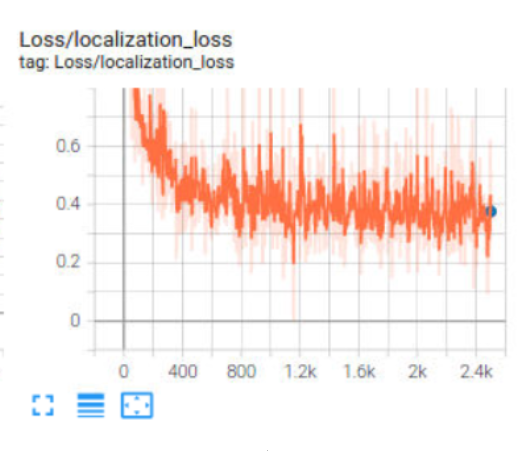 Loss/localization_loss
tag: Loss/localization_loss
0.6
0.4
0.2
0
0 400 800 1.2k 1.6k 2k 2.4k